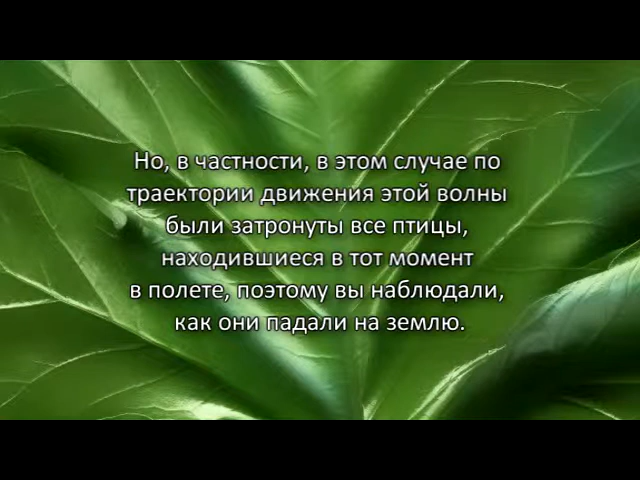 Но, в частности, в этом случае по
траектории движения этой волны
были затронуты все птицы,
находившиеся в тот момент
в полете, поэтому вы наблюдали,
как они падали на землю.